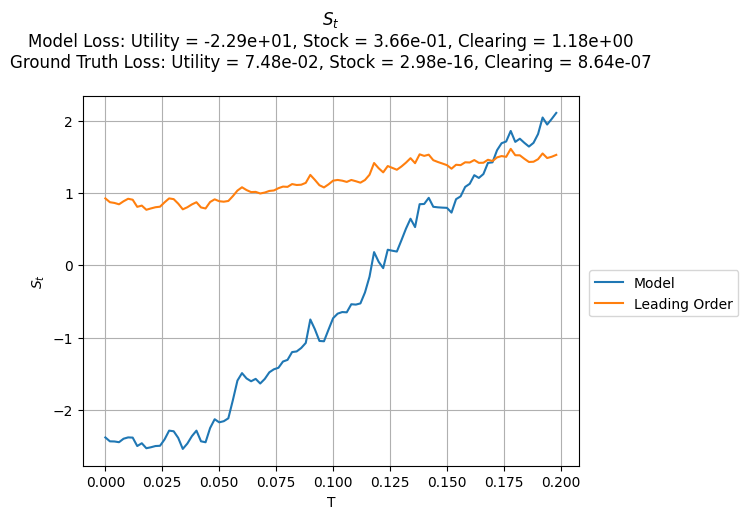 S_t
Model Loss: Utility = -2.29e+01, Stock = 3.66e-01, Clearing = 1.18e+00
Ground Truth Loss: Utility = 7.48e-02, Stock = 2.98e-16, Clearing = 8.64e-07
2
1
0
−1
−2
S_t
0.000 0.025 0.050 0.075 0.100 0.125 0.150 0.175 0.200
T
Model
Leading Order